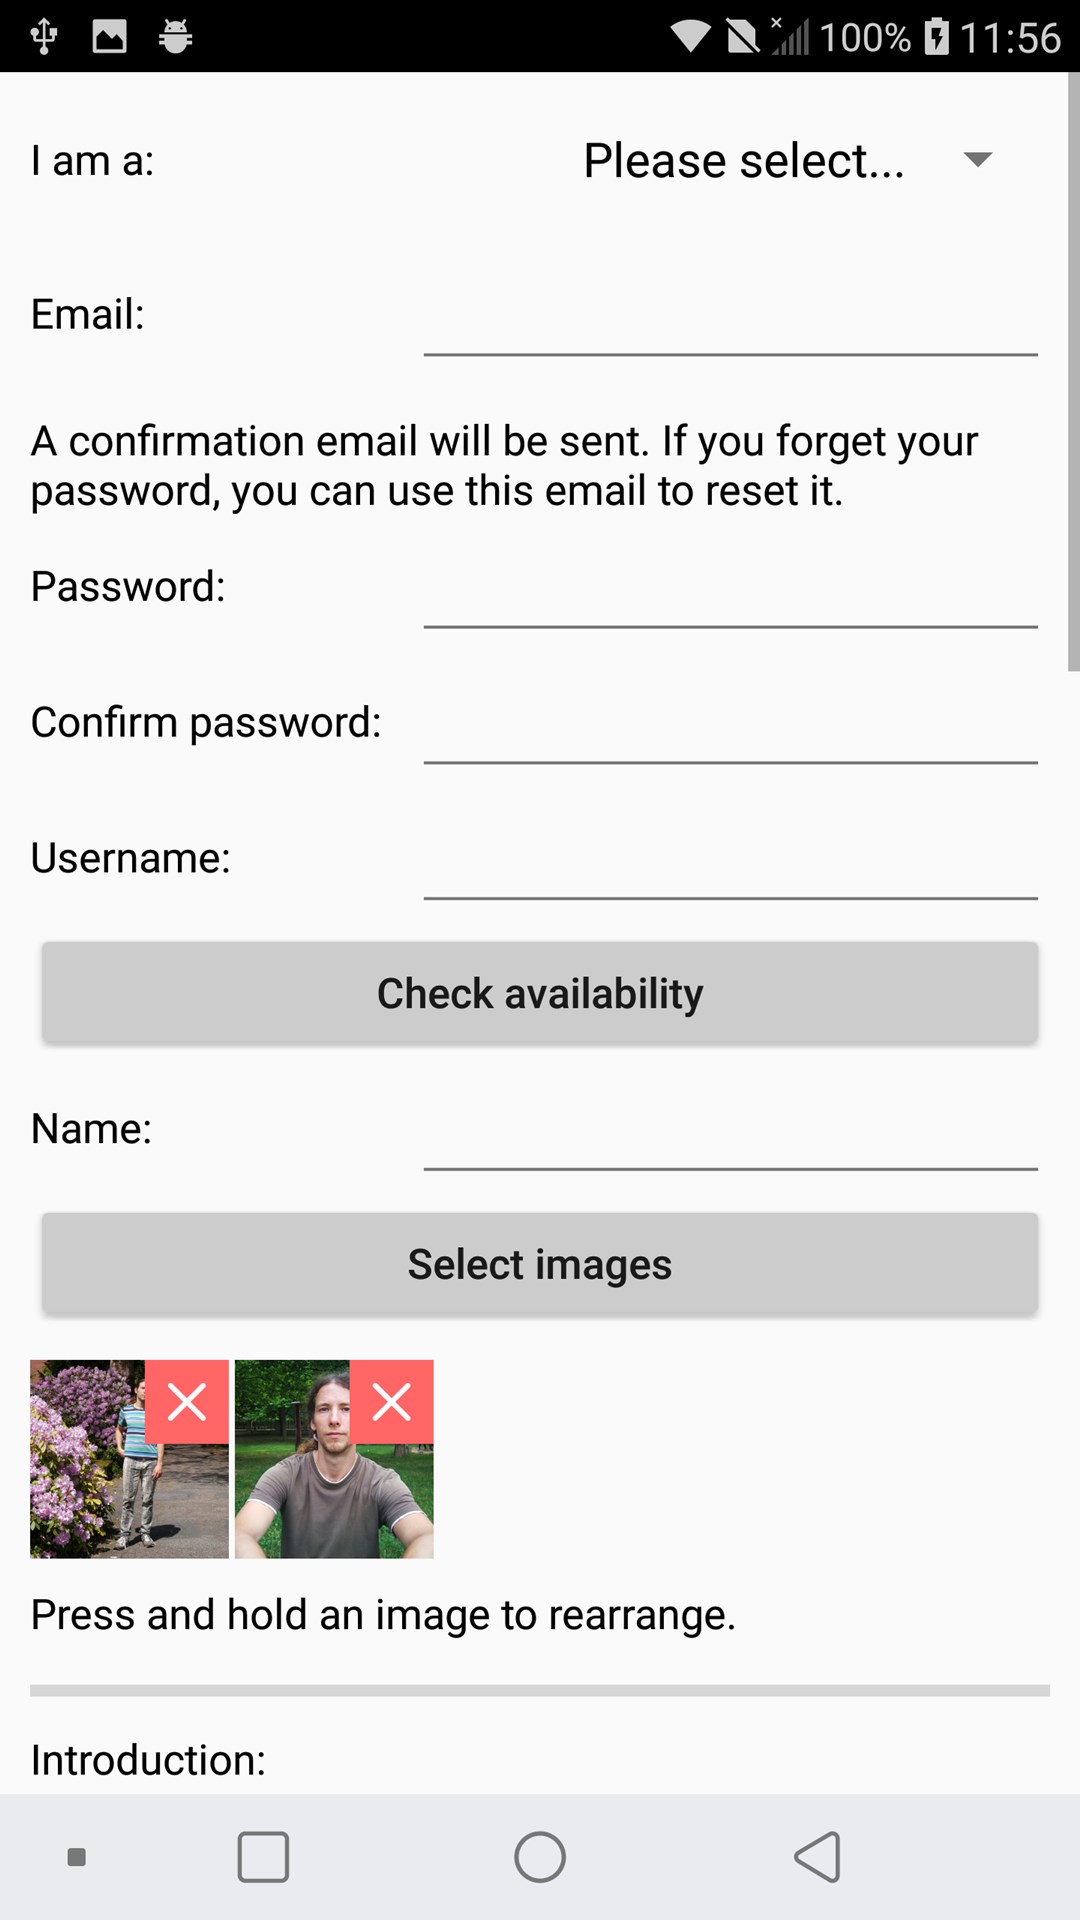 100% 11:56
I am a: Please select...
Email:
A confirmation email will be sent. If you forget your
password, you can use this email to reset it.
Password:
Confirm password:
Username:
Check availability
Name:
Select images
Press and hold an image to rearrange.
Introduction: